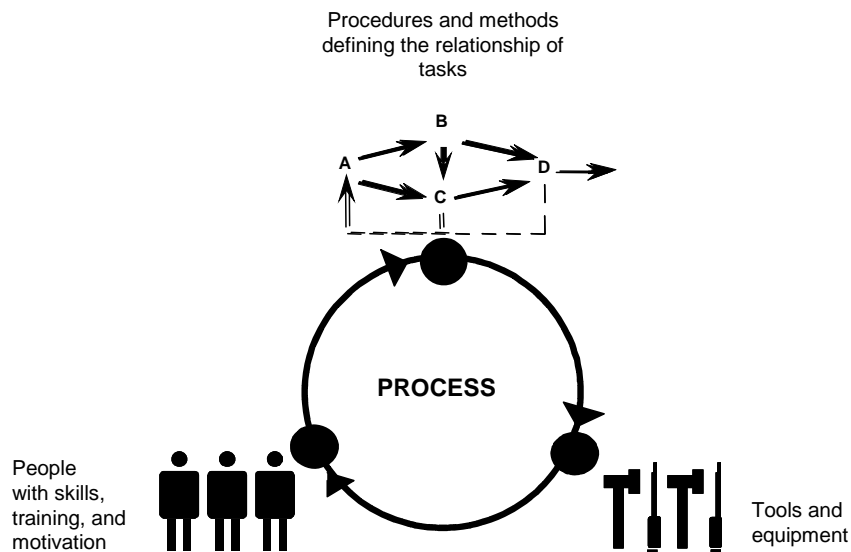 Procedures and methods
defining the relationship of
tasks
B
A
D
C
PROCESS
People
with skills,
training, and
motivation
Tools and
equipment